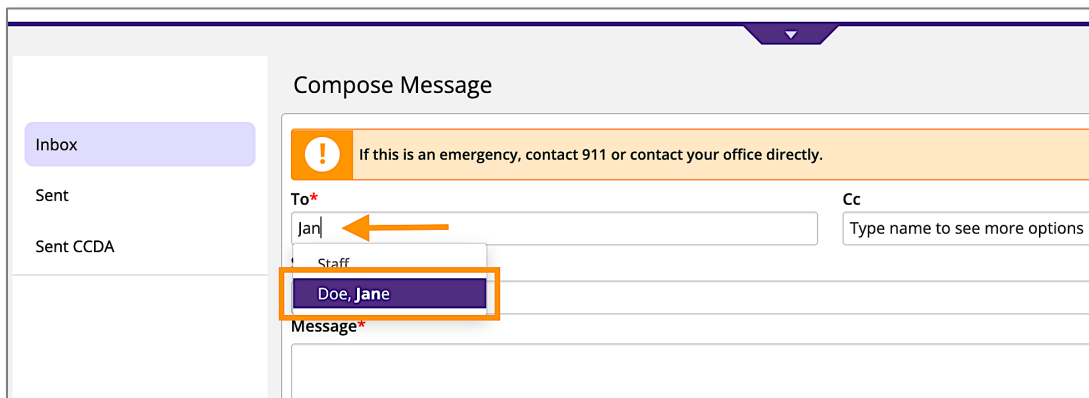 Compose Message
Inbox
Sent
Sent CCDA
! If this is an emergency, contact 911 or contact your office directly.
To* Cc
Jan Type name to see more options
Staff
Doe, Jane
Message*